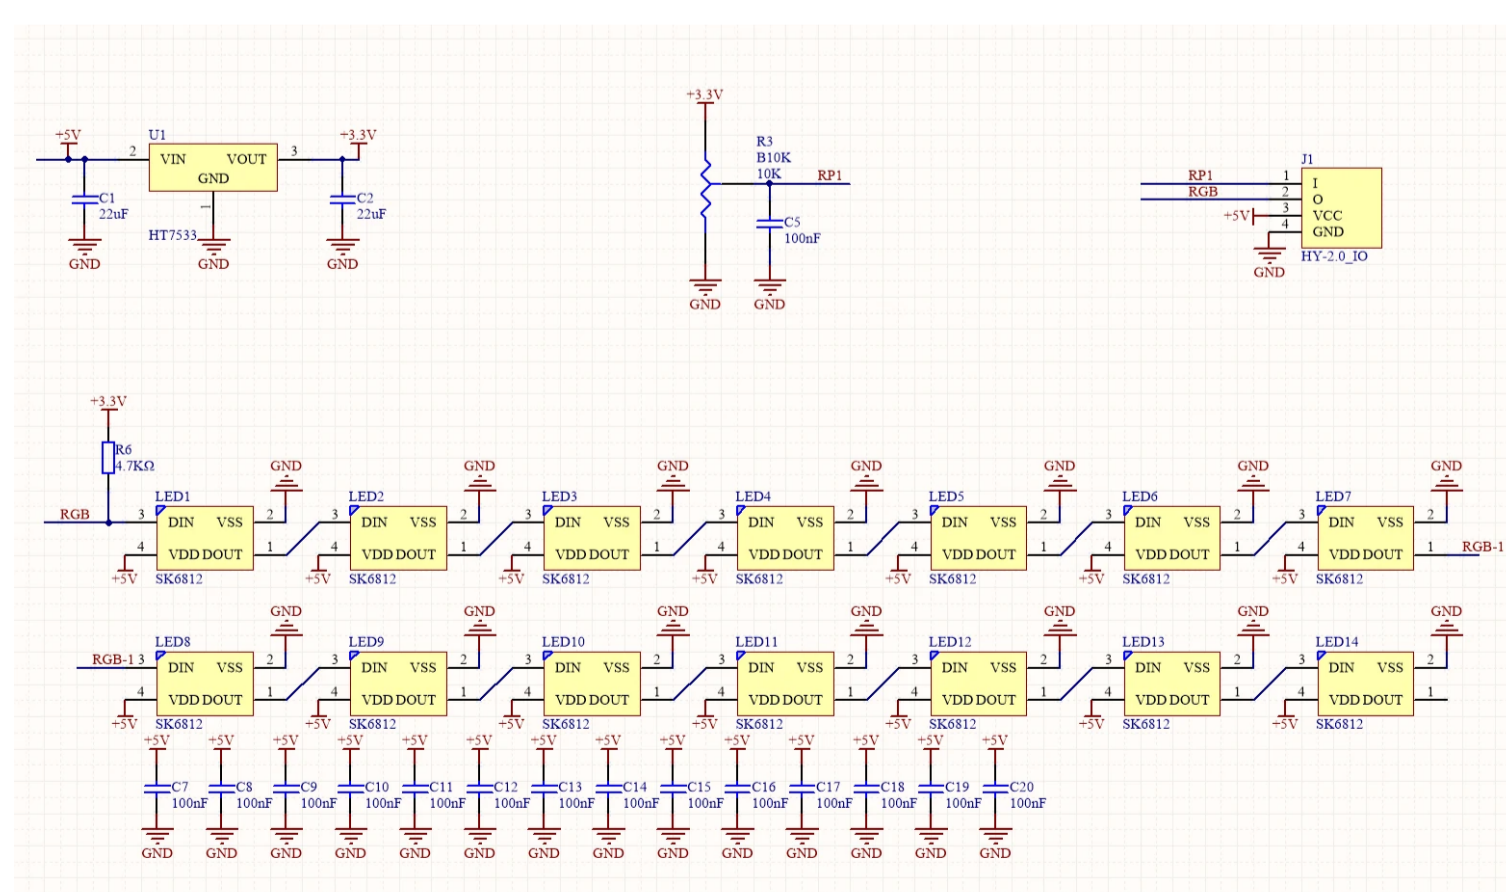 +5V
U1
2
VIN VOUT
3
+3.3V
GND
1
C1
22uF
C2
22uF
HT7533
GND
GND
GND
+3.3V
R3
B10K
10K
RP1
C5
100nF
GND
GND
J1
RP1 1 I
RGB 2 O
+5V 3 VCC
4 GND
HY-2.0_IO
GND
+3.3V
R6
4.7KΩ
GND GND GND GND GND GND GND
LED1 LED2 LED3 LED4 LED5 LED6 LED7
RGB 3 DIN VSS 2 3 DIN VSS 2 3 DIN VSS 2 3 DIN VSS 2 3 DIN VSS 2 3 DIN VSS 2 3 DIN VSS 2
4 VDD DOUT 1 4 VDD DOUT 1 4 VDD DOUT 1 4 VDD DOUT 1 4 VDD DOUT 1 4 VDD DOUT 1 4 VDD DOUT 1 RGB-1
+5V SK6812 +5V SK6812 +5V SK6812 +5V SK6812 +5V SK6812 +5V SK6812 +5V SK6812
GND GND GND GND GND GND GND
LED8 LED9 LED10 LED11 LED12 LED13 LED14
RGB-1 3 DIN VSS 2 3 DIN VSS 2 3 DIN VSS 2 3 DIN VSS 2 3 DIN VSS 2 3 DIN VSS 2 3 DIN VSS 2
4 VDD DOUT 1 4 VDD DOUT 1 4 VDD DOUT 1 4 VDD DOUT 1 4 VDD DOUT 1 4 VDD DOUT 1 4 VDD DOUT 1
+5V SK6812 +5V SK6812 +5V SK6812 +5V SK6812 +5V SK6812 +5V SK6812 +5V SK6812
+5V +5V +5V +5V +5V +5V +5V +5V +5V +5V +5V +5V +5V +5V
C7 C8 C9 C10 C11 C12 C13 C14 C15 C16 C17 C18 C19 C20
100nF 100nF 100nF 100nF 100nF 100nF 100nF 100nF 100nF 100nF 100nF 100nF 100nF 100nF
GND GND GND GND GND GND GND GND GND GND GND GND GND GND